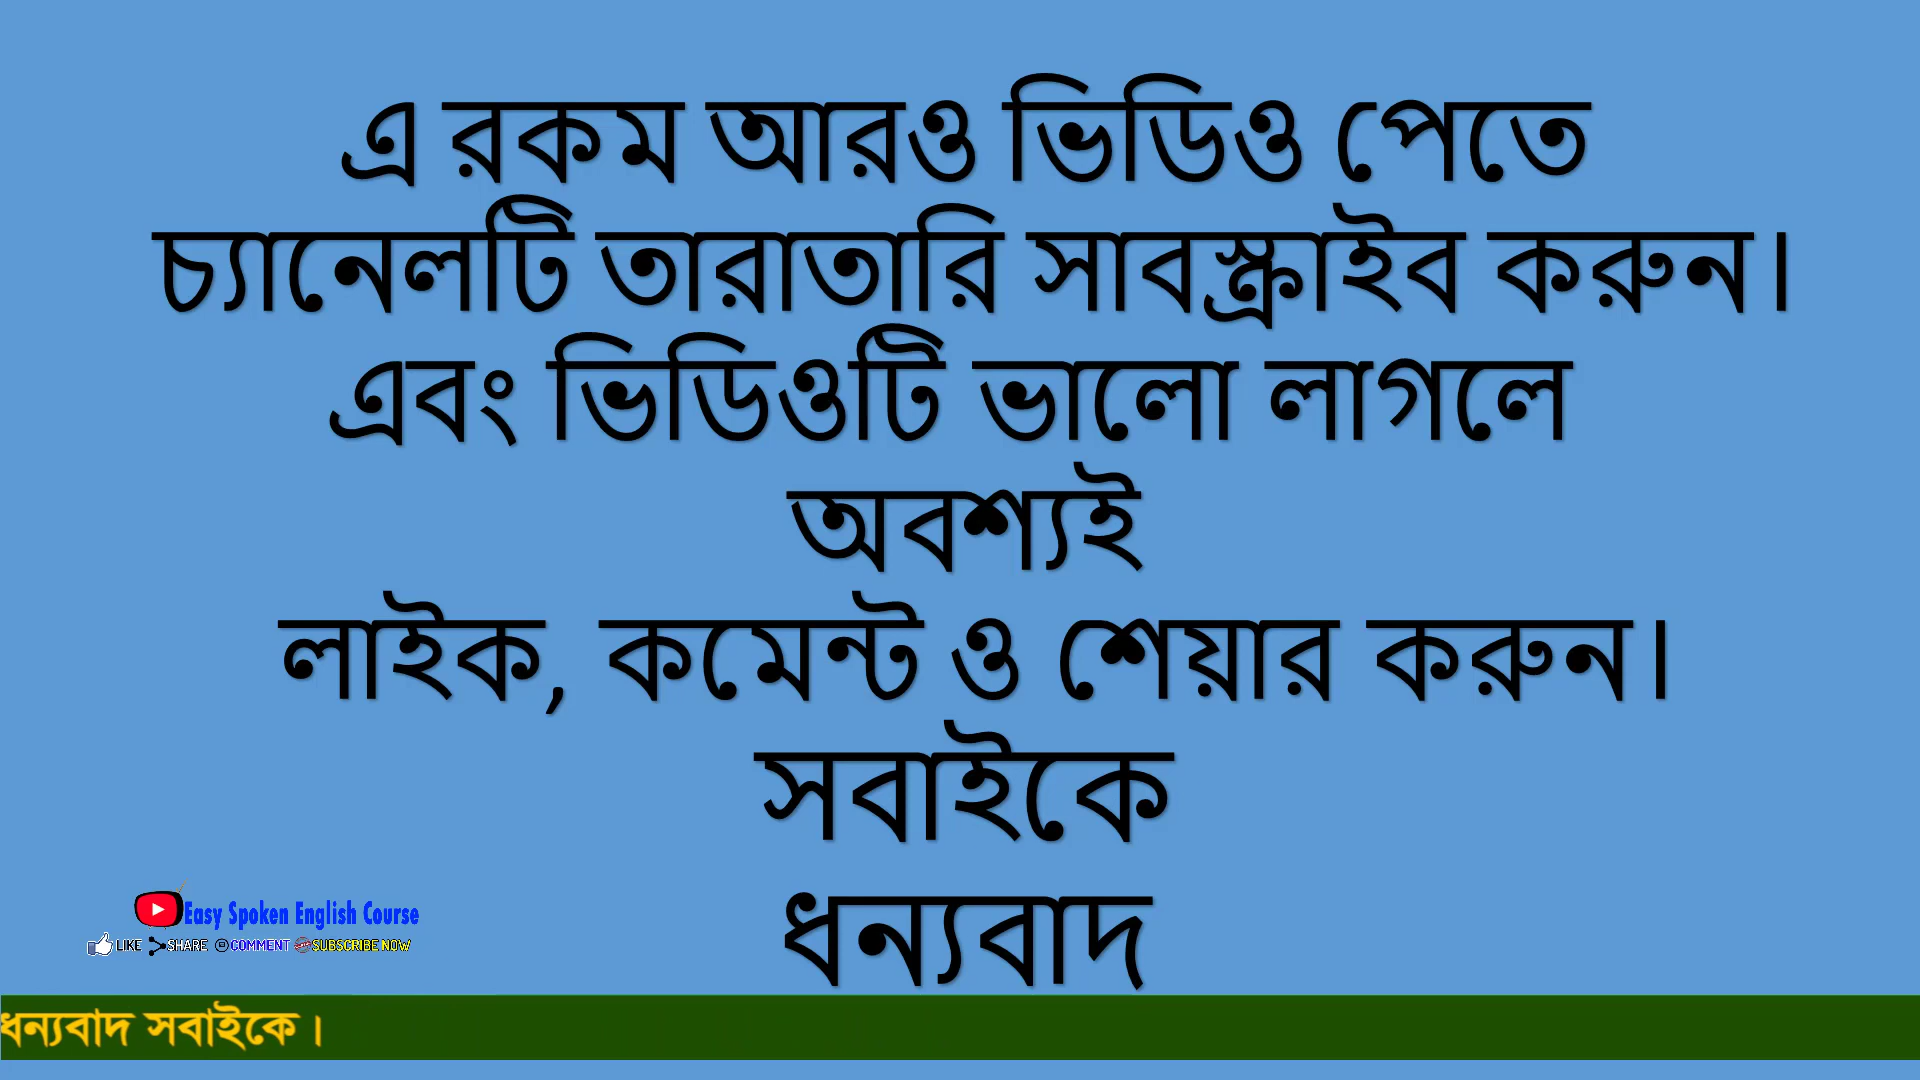 এ রকম আরও ভিডিও পেতে
চ্যানেলটি তারাতারি সাবস্ক্রাইব করুন।
এবং ভিডিওটি ভালো লাগলে
অবশ্যই
লাইক, কমেন্ট ও শেয়ার করুন।
সবাইকে
ধন্যবাদ
Easy Spoken English Course
LIKE SHARE COMMENT SUBSCRIBE NOW
ধন্যবাদ সবাইকে ।